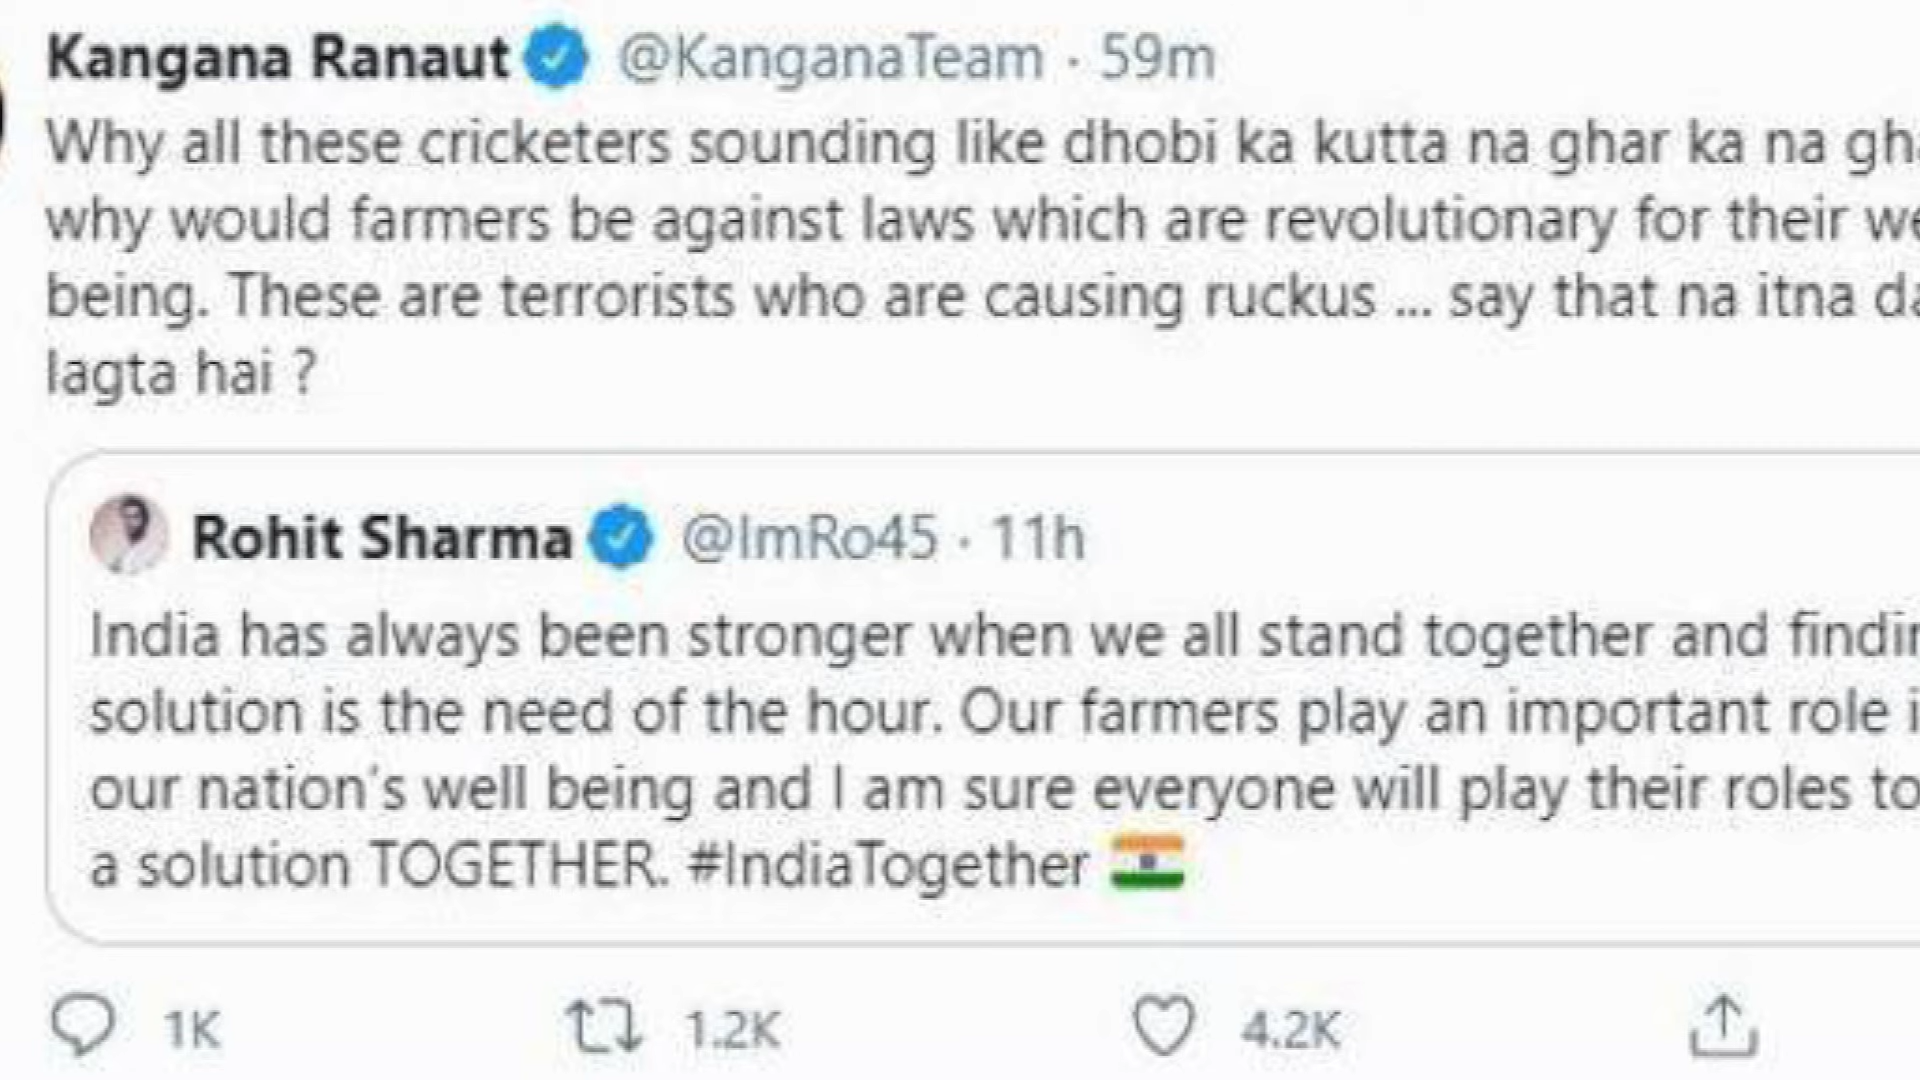 Kangana Ranaut @KanganaTeam · 59m
Why all these cricketers sounding like dhobi ka kutta na ghar ka na
why would farmers be against laws which are revolutionary for their
being. These are terrorists who are causing ruckus ... say that na itna
lagta hai ?
Rohit Sharma @ImRo45 · 11h
India has always been stronger when we all stand together and
solution is the need of the hour. Our farmers play an important role
our nation's well being and I am sure everyone will play their roles to
a solution TOGETHER. #IndiaTogether
1K 1.2K 4.2K